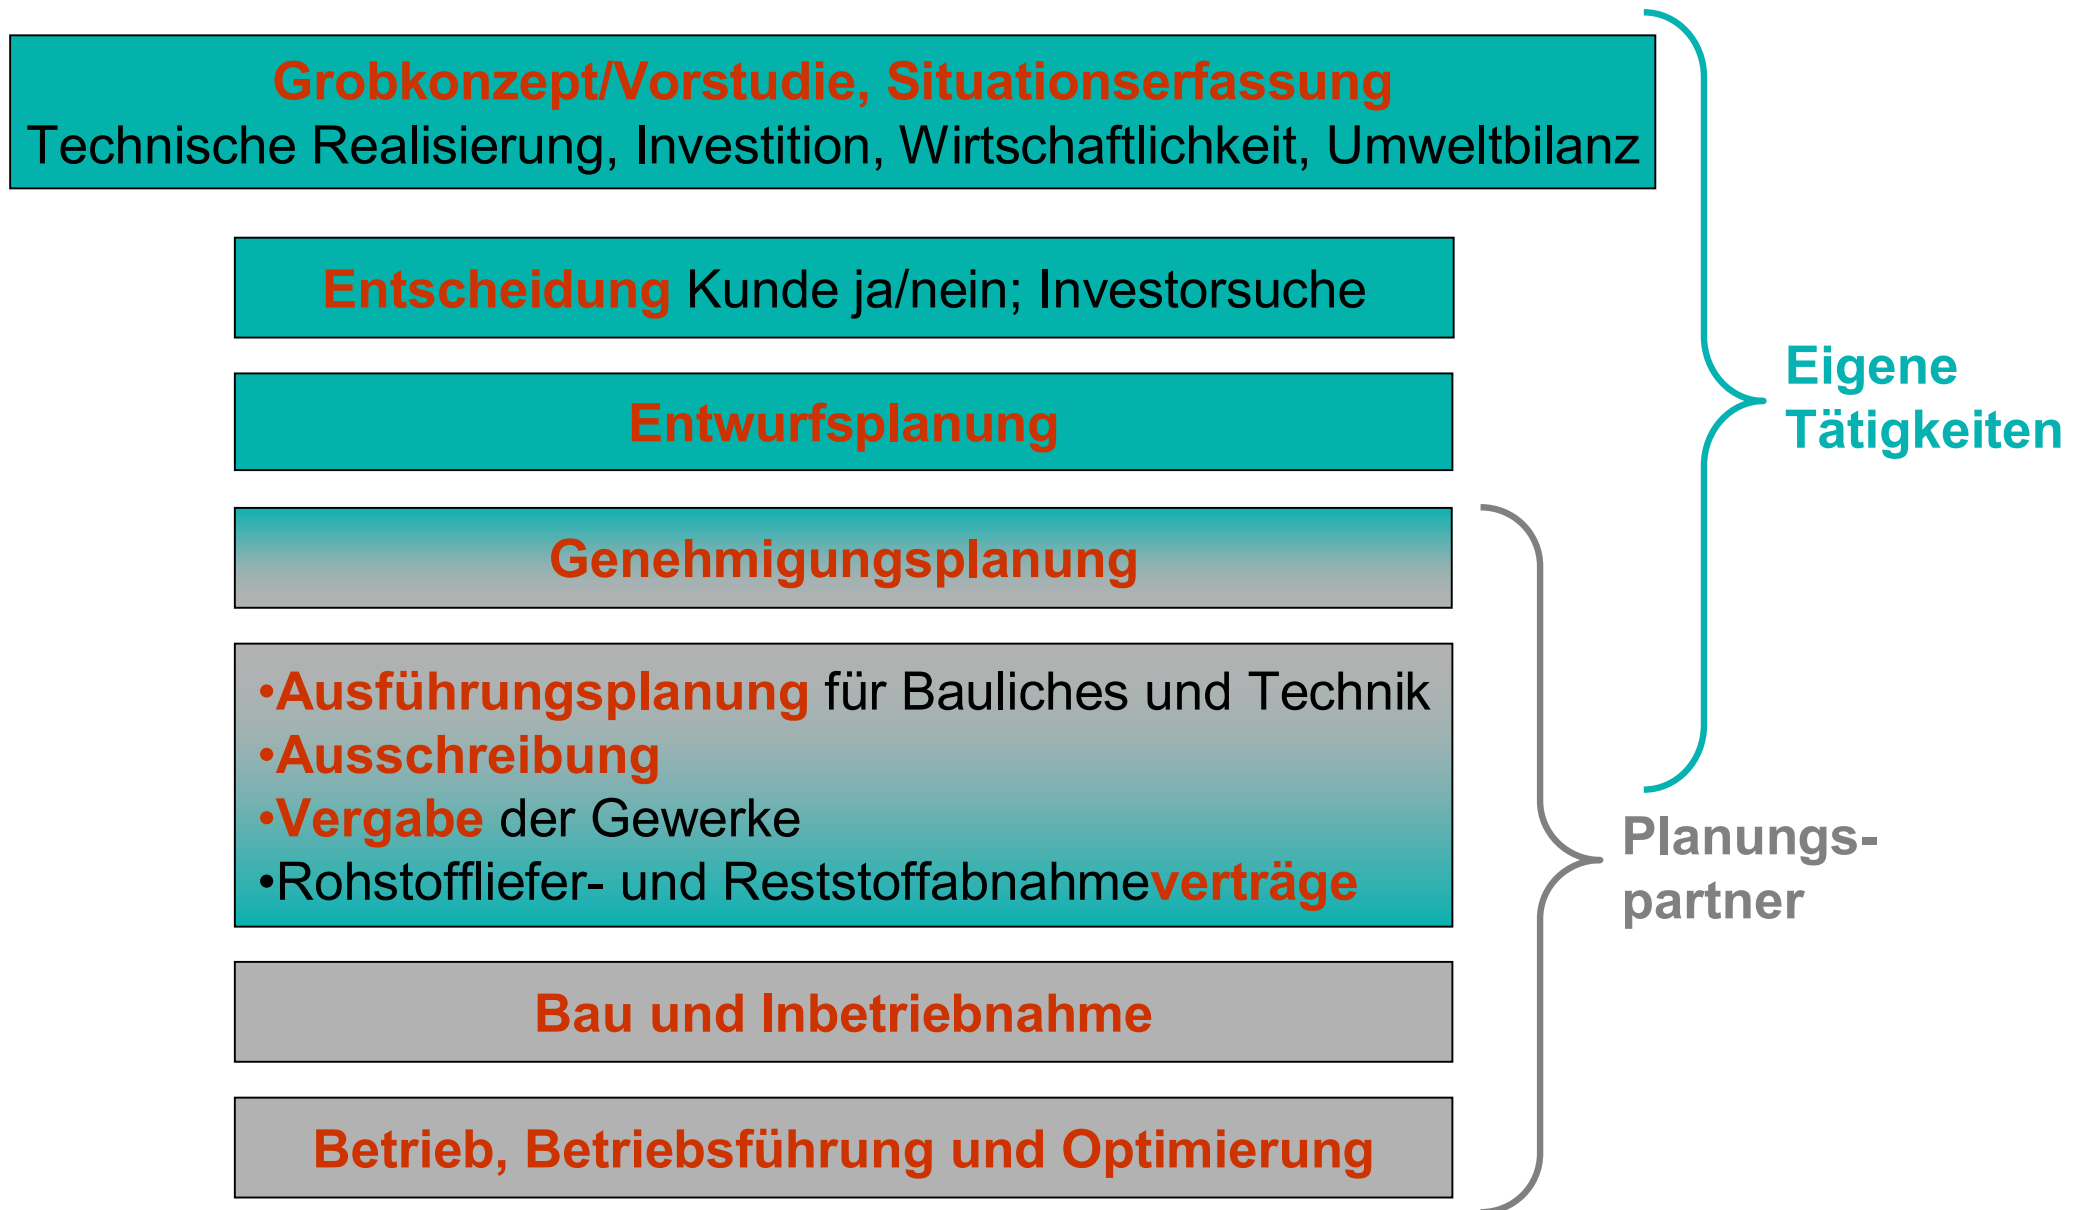 Grobkonzept/Vorstudie, Situationserfassung
Technische Realisierung, Investition, Wirtschaftlichkeit, Umweltbilanz
Entscheidung Kunde ja/nein; Investorsuche
Entwurfsplanung
Genehmigungsplanung
•Ausführungsplanung für Bauliches und Technik
•Ausschreibung
•Vergabe der Gewerke
•Rohstoffliefer- und Reststoffabnahmeverträge
Bau und Inbetriebnahme
Betrieb, Betriebsführung und Optimierung
Eigene
Tätigkeiten
Planungs-
partner